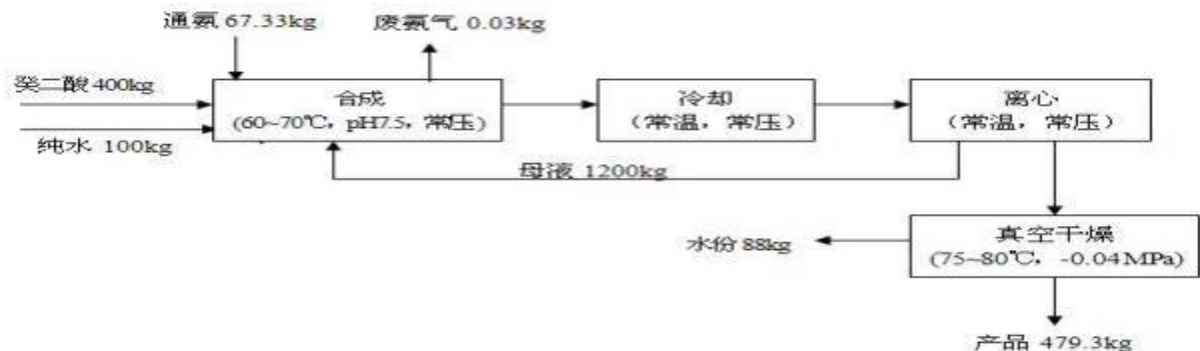 通氨 67.33kg
废氨气 0.03kg
癸二酸 400kg
合成
(60~70℃, pH7.5, 常压)
冷却
(常温, 常压)
离心
(常温, 常压)
纯水 100kg
母液 1200kg
水份 88kg
真空干燥
(75~80℃, -0.04MPa)
产品 479.3kg